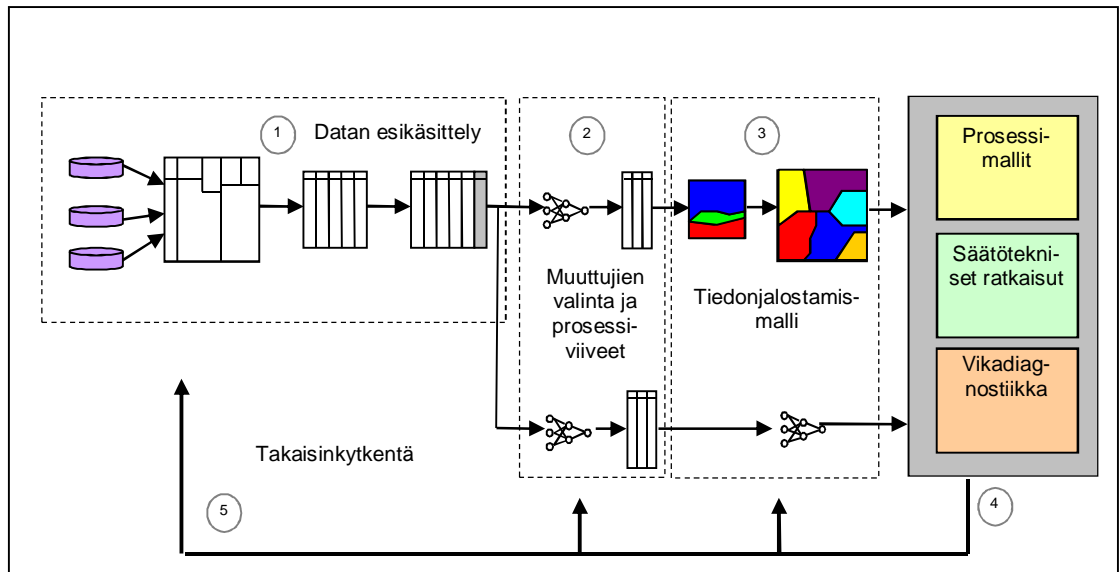 1
Datan esikäsittely
2
Muuttujien
valinta ja
prosessi-
viiveet
3
Tiedonjalostamis-
malli
Prosessi-
mallit
Säätötekni-
set ratkaisut
Vikadiag-
nostiikka
4
Takaisinkytkentä
5